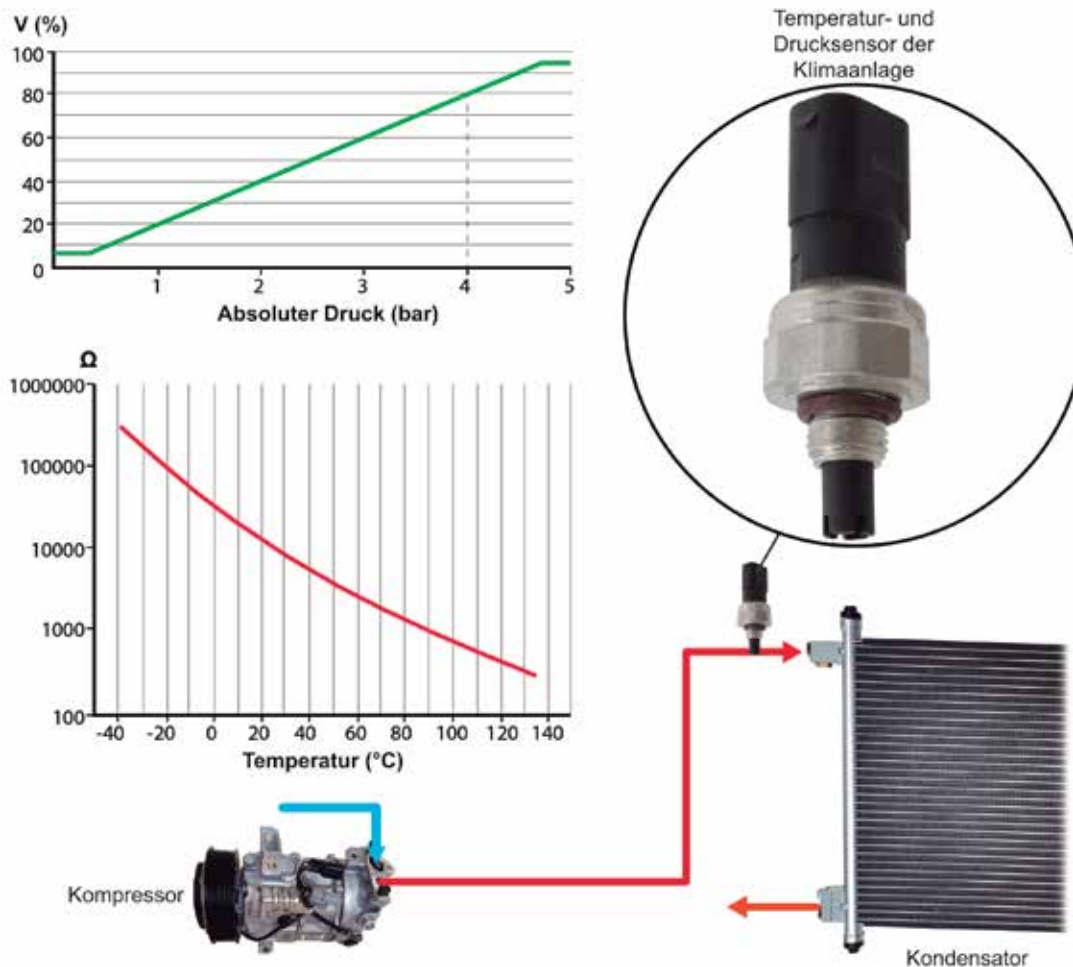 V (%)
100
80
60
40
20
0
1 2 3 4 5
Absoluter Druck (bar)
Temperatur- und
Drucksensor der
Klimaanlage
Ω
1000000
100000
10000
1000
100
-40 -20 0 20 40 60 80 100 120 140
Temperatur (°C)
Kompressor
Kondensator